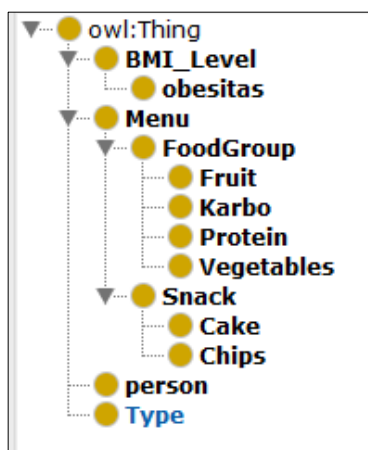 owl:Thing
BMI_Level
obesitas
Menu
FoodGroup
Fruit
Karbo
Protein
Vegetables
Snack
Cake
Chips
person
Type